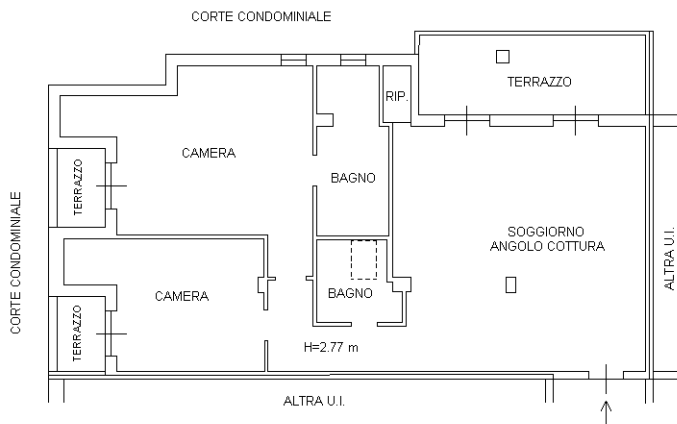 CORTE CONDOMINIALE
TERRAZZO
RIP.
CAMERA
BAGNO
TERRAZZO
CORTE CONDOMINIALE
SOGGIORNO
ANGOLO COTTURA
ALTRA U.I.
CAMERA
BAGNO
TERRAZZO
H=2.77 m
ALTRA U.I.